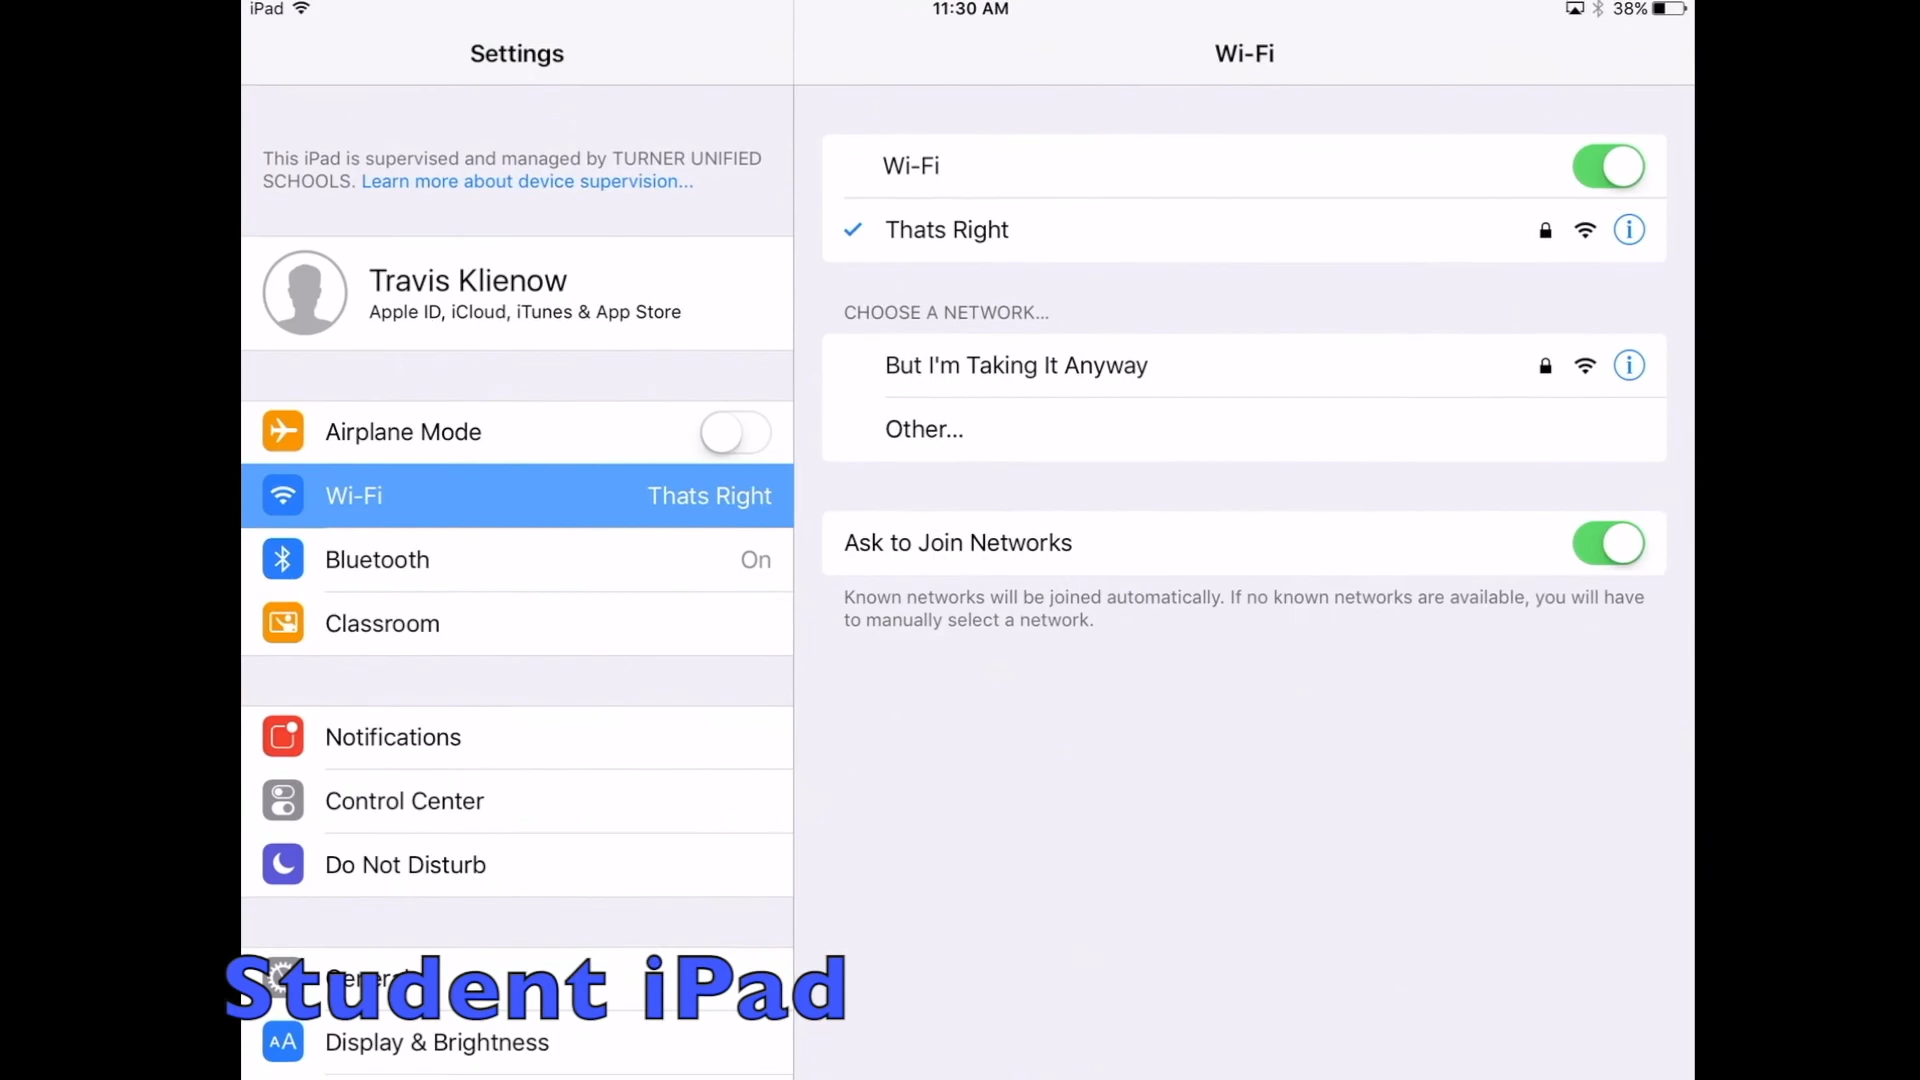 iPad
11:30 AM
38%
Settings
Wi-Fi
This iPad is supervised and managed by TURNER UNIFIED
SCHOOLS. Learn more about device supervision...
Travis Klienow
Apple ID, iCloud, iTunes & App Store
Airplane Mode
Wi-Fi Thats Right
Bluetooth On
Classroom
Notifications
Control Center
Do Not Disturb
General
Student iPad
Display & Brightness
AA
Wi-Fi
Thats Right
CHOOSE A NETWORK...
But I'm Taking It Anyway
Other...
Ask to Join Networks
Known networks will be joined automatically. If no known networks are available, you will have
to manually select a network.